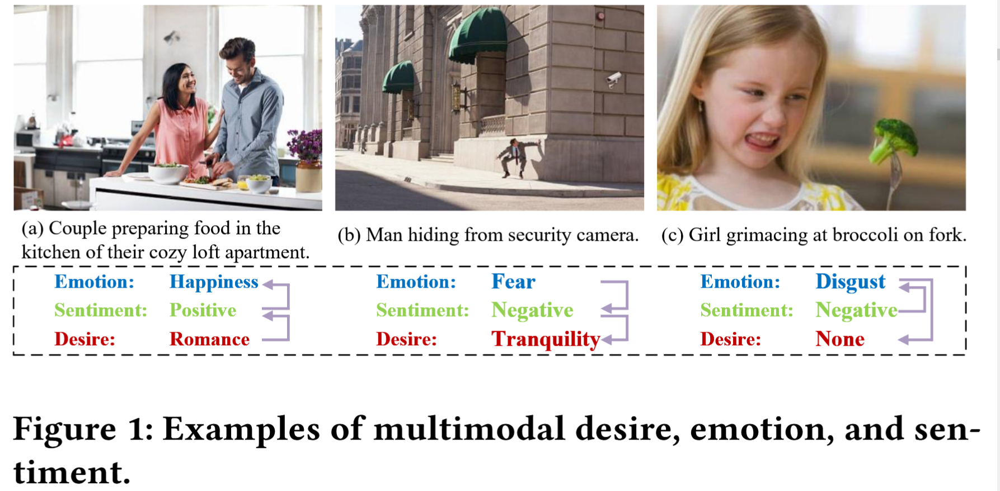 (a) Couple preparing food in the
kitchen of their cozy loft apartment.
(b) Man hiding from security camera.
(c) Girl grimacing at broccoli on fork.
Emotion: Happiness
Sentiment: Positive
Desire: Romance
Emotion: Fear
Sentiment: Negative
Desire: Tranquility
Emotion: Disgust
Sentiment: Negative
Desire: None
Figure 1: Examples of multimodal desire, emotion, and sen-
timent.